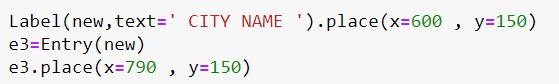 Label(new,text=' CITY NAME ').place(x=600 , y=150)
e3=Entry(new)
e3.place(x=790 , y=150)